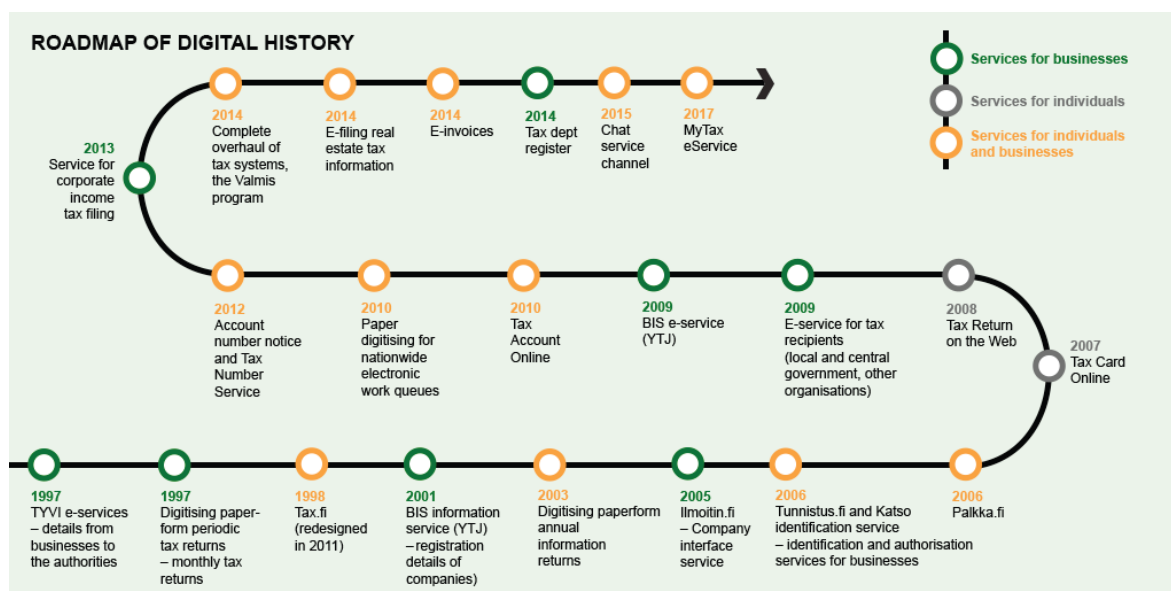 ROADMAP OF DIGITAL HISTORY
Services for businesses
Services for individuals
Services for individuals
and businesses
2014
Complete
overhaul of
tax systems,
the Valmis
program
2014
E-filing real
estate tax
information
2014
E-invoices
2014
Tax dept
register
2015
Chat
service
channel
2017
MyTax
eService
2013
Service for
corporate
income
tax filing
2012
Account
number notice
and Tax
Number
Service
2010
Paper
digitising for
nationwide
electronic
work queues
2010
Tax
Account
Online
2009
BIS e-service
(YTJ)
2009
E-service for tax
recipients
(local and central
government, other
organisations)
2008
Tax Return
on the Web
2007
Tax Card
Online
1997
TYVI e-services
– details from
businesses to
the authorities
1997
Digitising paper-
form periodic
tax returns
– monthly tax
returns
1998
Tax.fi
(redesigned
in 2011)
2001
BIS information
service (YTJ)
– registration
details of
companies)
2003
Digitising paperform
annual
information
returns
2005
Ilmoitin.fi
– Company
interface
service
2006
Tunnistus.fi and Katso
identification service
– identification and authorisation
services for businesses
2006
Palkka.fi